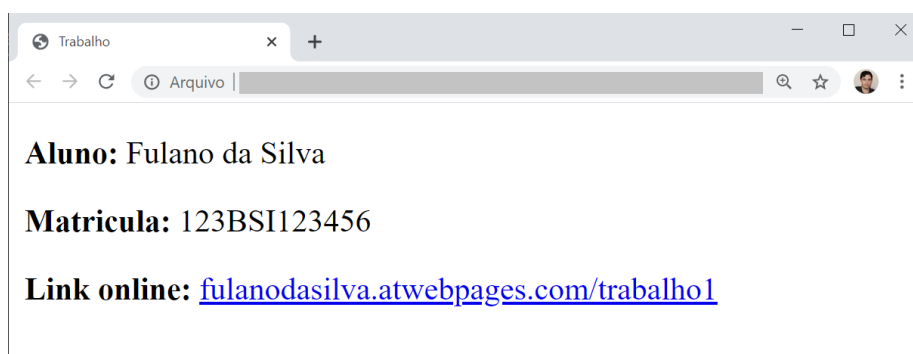 Trabalho
Arquivo
Aluno: Fulano da Silva
Matricula: 123BSI123456
Link online: fulanodasilva.atwebpages.com/trabalho1